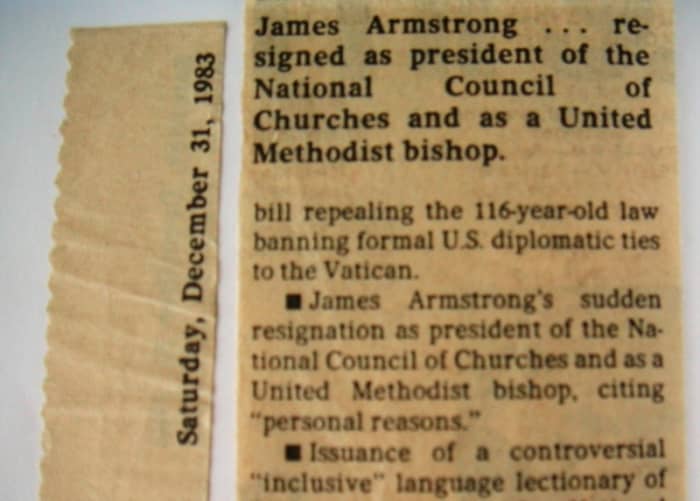 Saturday, December 31, 1983
James Armstrong ... re-
signed as president of the
National Council of
Churches and as a United
Methodist bishop.
bill repealing the 116-year-old law
banning formal U.S. diplomatic ties
to the Vatican.
■ James Armstrong's sudden
resignation as president of the Na-
tional Council of Churches and as a
United Methodist bishop, citing
"personal reasons."
■ Issuance of a controversial
"inclusive" language lectionary of